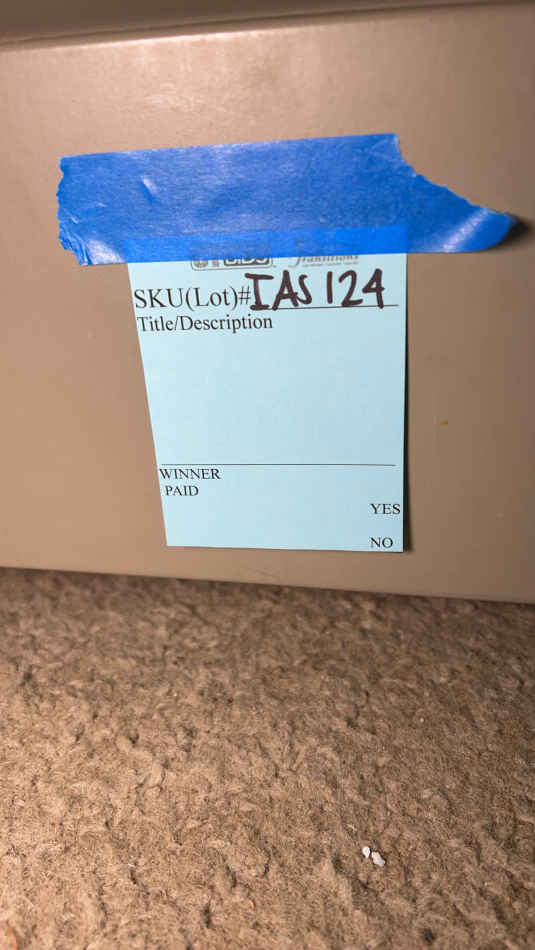 SKU(Lot)#IAS 124
Title/Description
WINNER
PAID
YES
NO